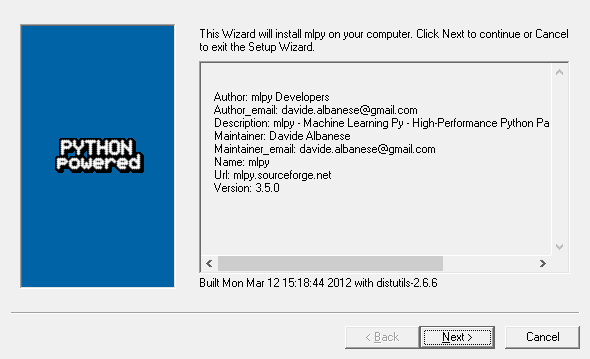 This Wizard will install mlpy on your computer. Click Next to continue or Cancel
to exit the Setup Wizard.
PYTHON
powered
Author: mlpy Developers
Author_email: davide.albanese@gmail.com
Description: mlpy - Machine Learning Py - High-Performance Python Pa
Maintainer: Davide Albanese
Maintainer_email: davide.albanese@gmail.com
Name: mlpy
Url: mlpy.sourceforge.net
Version: 3.5.0
Built Mon Mar 12 15:18:44 2012 with distutils-2.6.6
< Back
Next >
Cancel